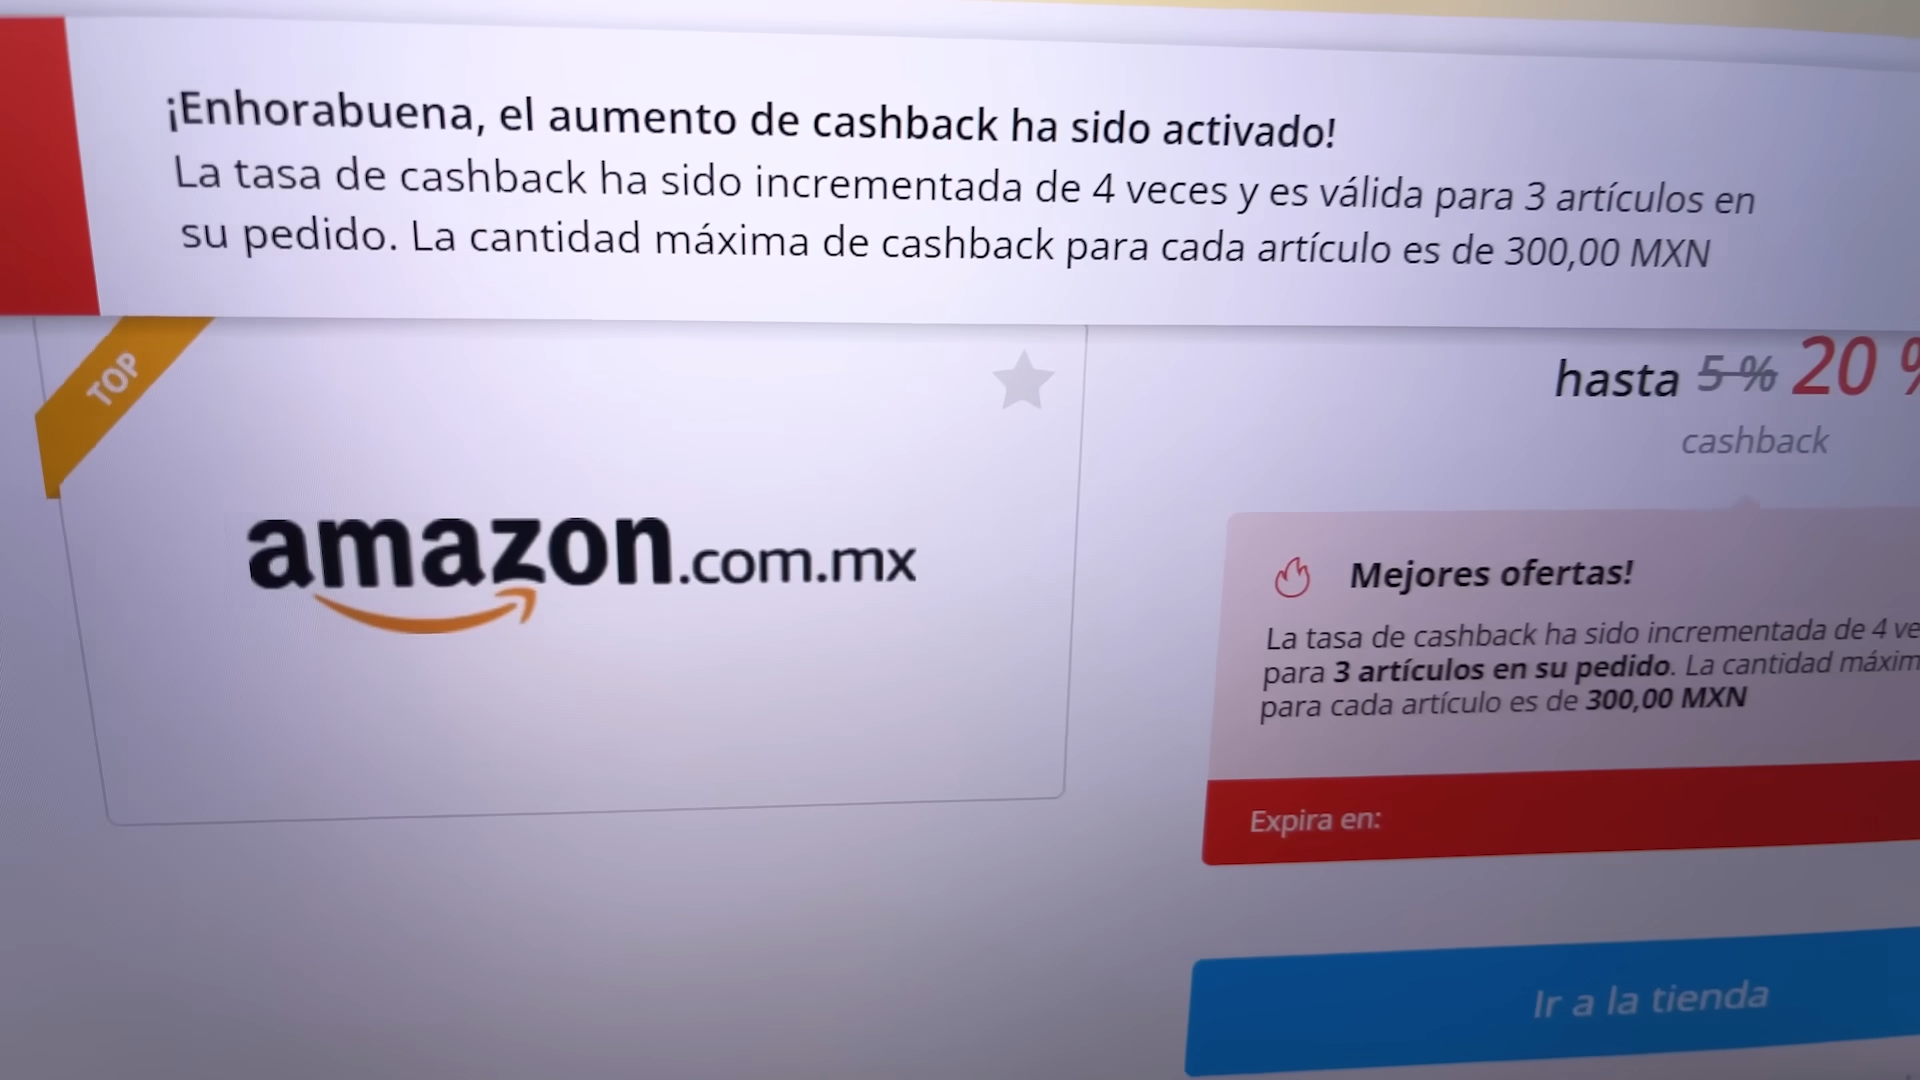 ¡Enhorabuena, el aumento de cashback ha sido activado!
La tasa de cashback ha sido incrementada de 4 veces y es válida para 3 artículos en
su pedido. La cantidad máxima de cashback para cada artículo es de 300,00 MXN
TOP
amazon.com.mx
hasta 5 % 20 %
cashback
Mejores ofertas!
La tasa de cashback ha sido incrementada de 4 ve
para 3 artículos en su pedido. La cantidad máxim
para cada artículo es de 300,00 MXN
Expira en:
Ir a la tienda